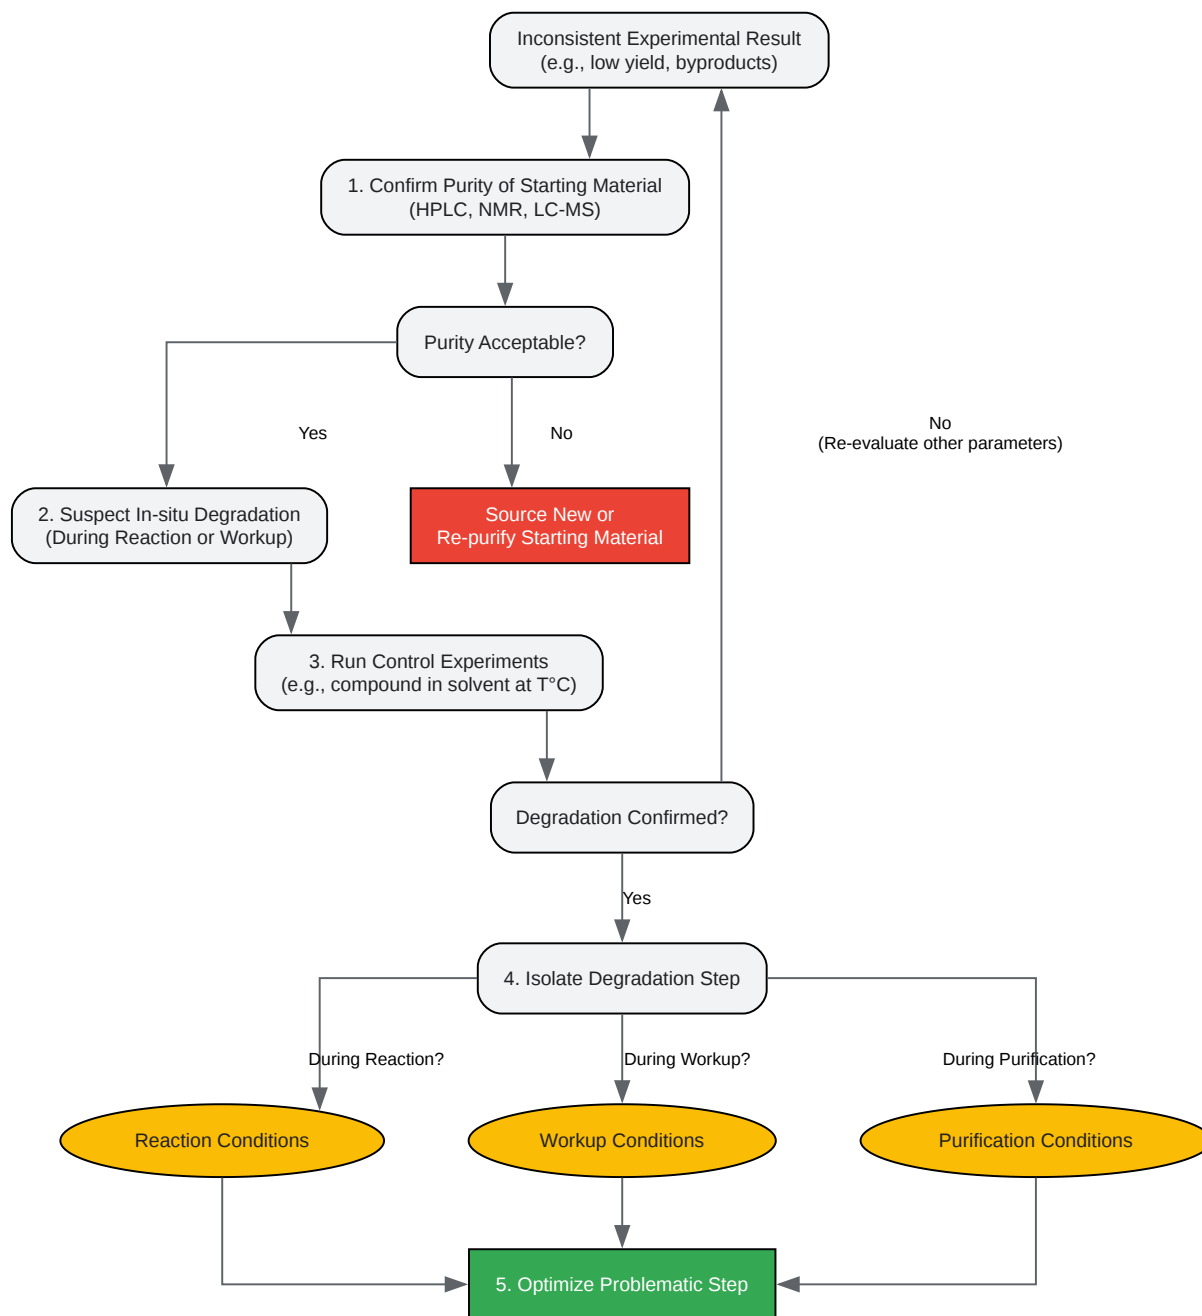 Inconsistent Experimental Result
(e.g., low yield, byproducts)
1. Confirm Purity of Starting Material
(HPLC, NMR, LC-MS)
Purity Acceptable?
Yes
No
No
(Re-evaluate other parameters)
2. Suspect In-situ Degradation
(During Reaction or Workup)
Source New or
Re-purify Starting Material
3. Run Control Experiments
(e.g., compound in solvent at T°C)
Degradation Confirmed?
Yes
4. Isolate Degradation Step
During Reaction?
During Workup?
During Purification?
Reaction Conditions
Workup Conditions
Purification Conditions
5. Optimize Problematic Step